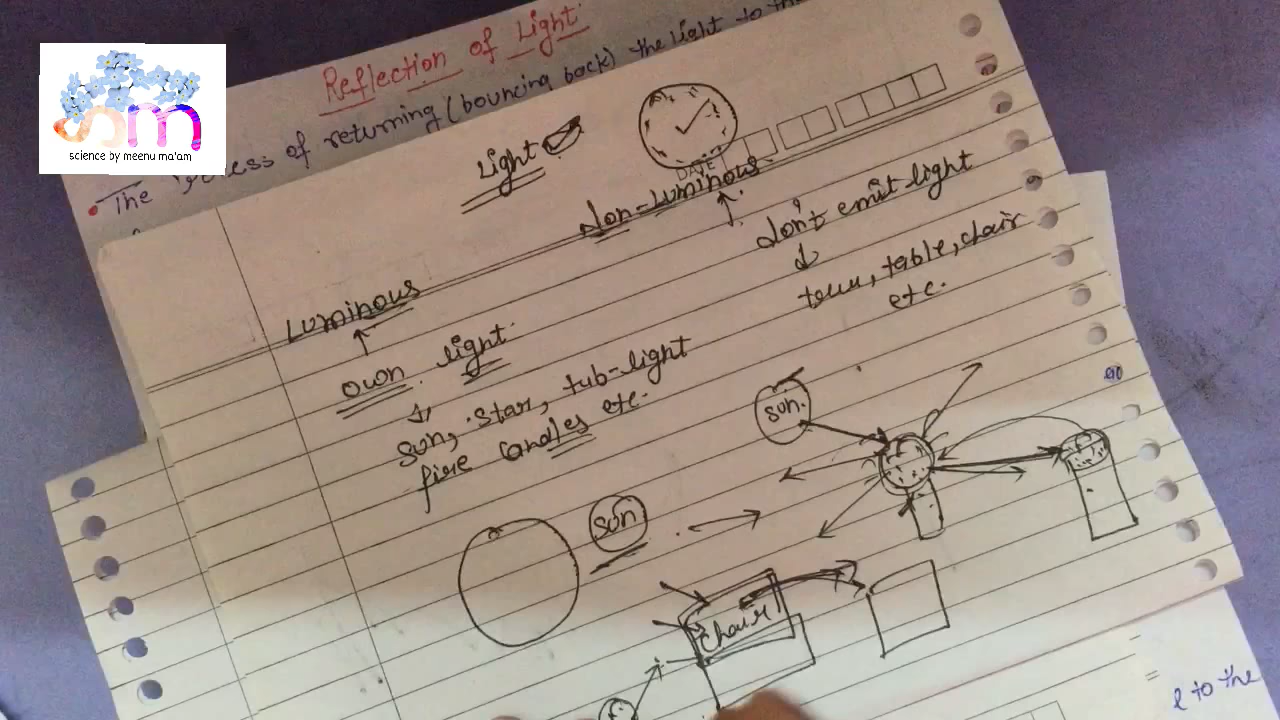 science by meenu ma'am
Reflection of Light
• The process of returning (bouncing back) the light to the
Light
DATE
Non-Luminous
don't emit light
table, chair
etc.
Luminous
own light
sun, star, tub-light
fire candles etc.
sun.
sun
chair
l to the